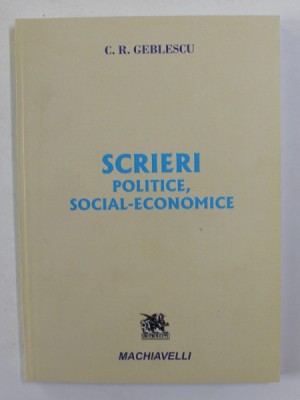 C. R. GEBLESCU
SCRIERI
POLITICE,
SOCIAL-ECONOMICE
MACHIAVELLI